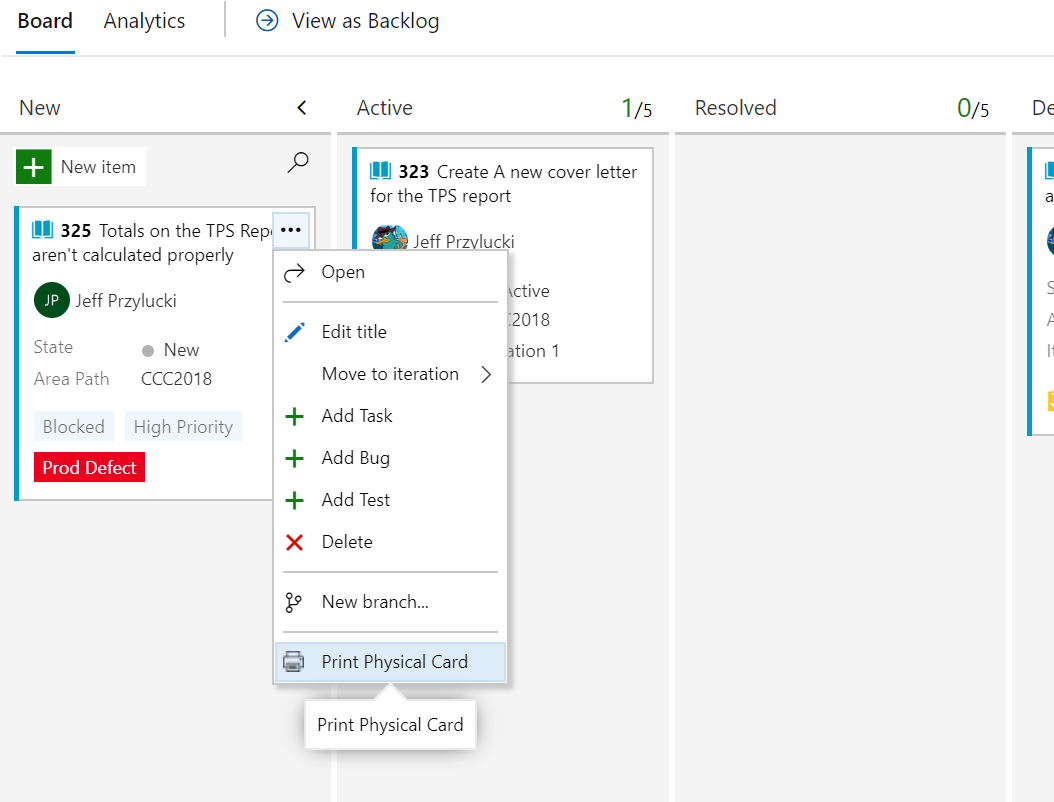 Board Analytics View as Backlog
New
Active 1/5
Resolved 0/5
De
New item
325 Totals on the TPS Rep
aren't calculated properly
JP Jeff Przylucki
State New
Area Path CCC2018
Blocked High Priority
Prod Defect
323 Create A new cover letter
for the TPS report
Jeff Przylucki
Active
2018
ation 1
Open
Edit title
Move to iteration
Add Task
Add Bug
Add Test
Delete
New branch...
Print Physical Card
Print Physical Card
a
S
A
It